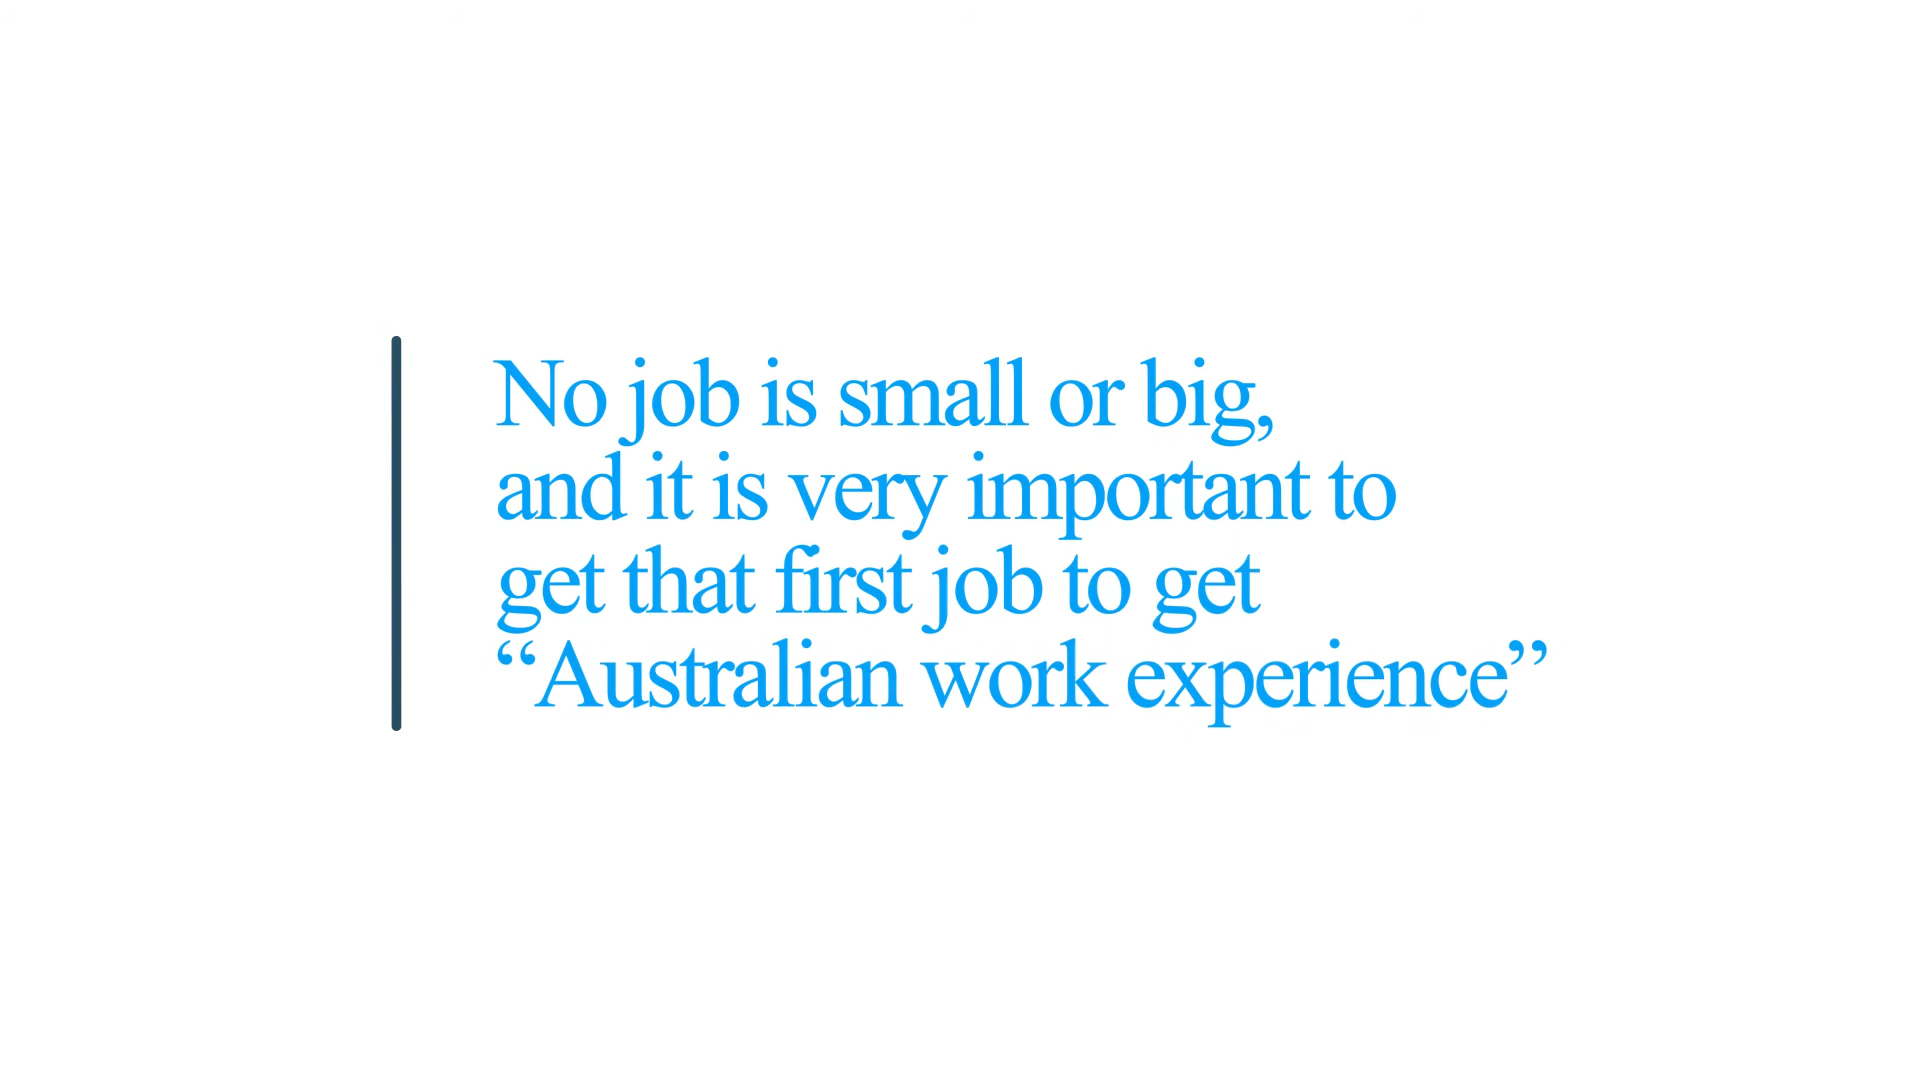 No job is small or big,
and it is very important to
get that first job to get
“Australian work experience”